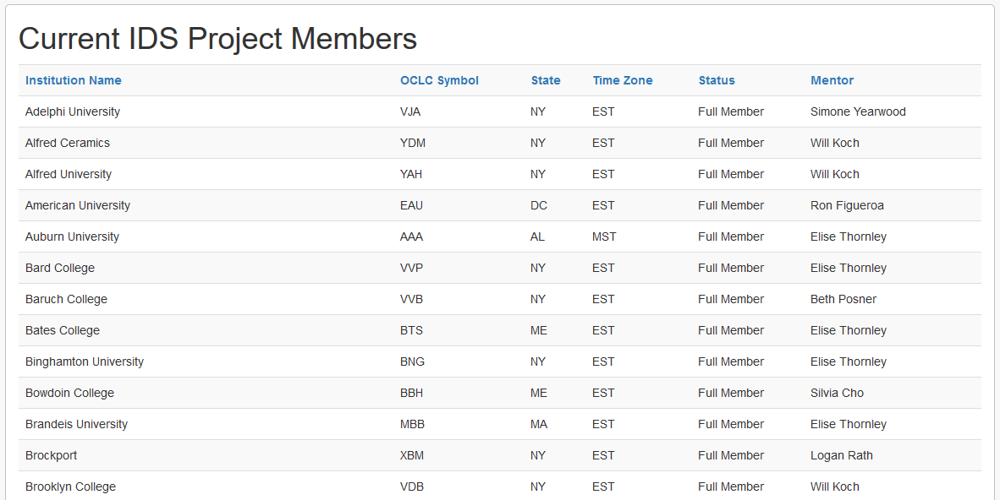 Current IDS Project Members
Institution Name OCLC Symbol State Time Zone Status Mentor
Adelphi University VJA NY EST Full Member Simone Yearwood
Alfred Ceramics YDM NY EST Full Member Will Koch
Alfred University YAH NY EST Full Member Will Koch
American University EAU DC EST Full Member Ron Figueroa
Auburn University AAA AL MST Full Member Elise Thornley
Bard College VVP NY EST Full Member Elise Thornley
Baruch College VVB NY EST Full Member Beth Posner
Bates College BTS ME EST Full Member Elise Thornley
Binghamton University BNG NY EST Full Member Elise Thornley
Bowdoin College BBH ME EST Full Member Silvia Cho
Brandeis University MBB MA EST Full Member Elise Thornley
Brockport XBM NY EST Full Member Logan Rath
Brooklyn College VDB NY EST Full Member Will Koch